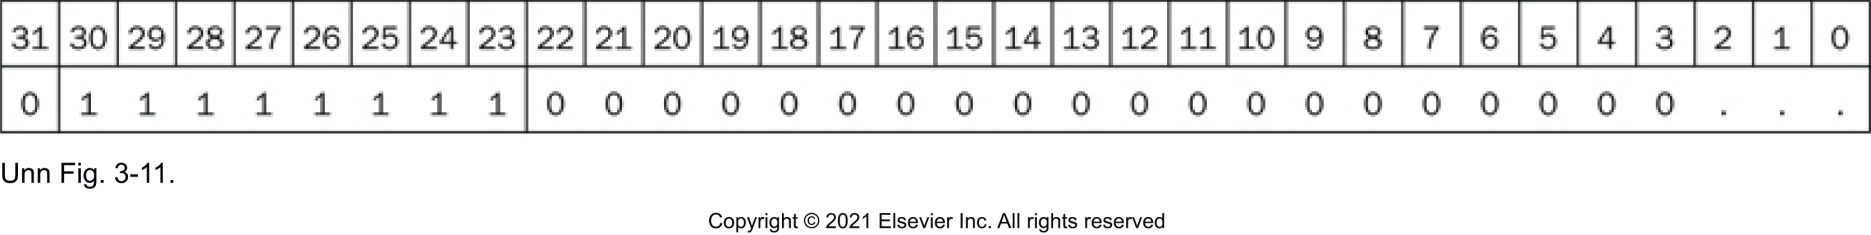 31 30 29 28 27 26 25 24 23 22 21 20 19 18 17 16 15 14 13 12 11 10 9 8 7 6 5 4 3 2 1 0
0 1 1 1 1 1 1 1 1 0 0 0 0 0 0 0 0 0 0 0 0 0 0 0 0 0 0 0 0 . . .
Unn Fig. 3-11.
Copyright © 2021 Elsevier Inc. All rights reserved